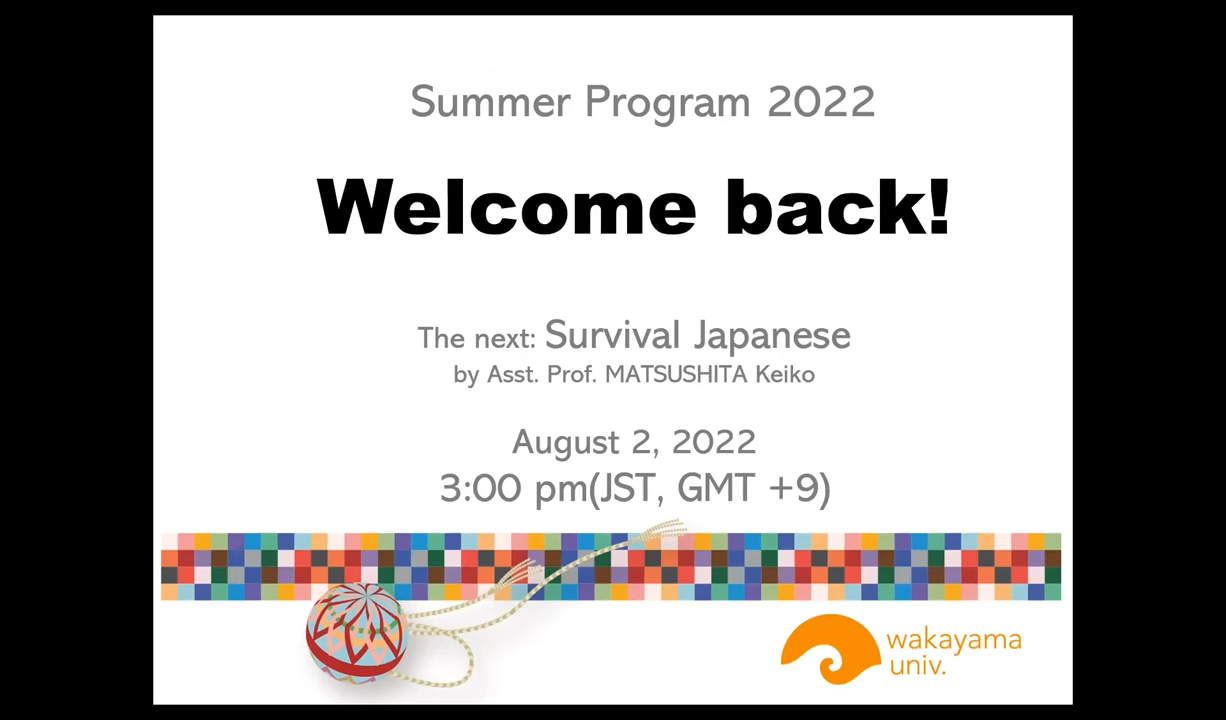 Summer Program 2022
Welcome back!
The next: Survival Japanese
by Asst. Prof. MATSUSHITA Keiko
August 2, 2022
3:00 pm(JST, GMT +9)
wakayama
univ.